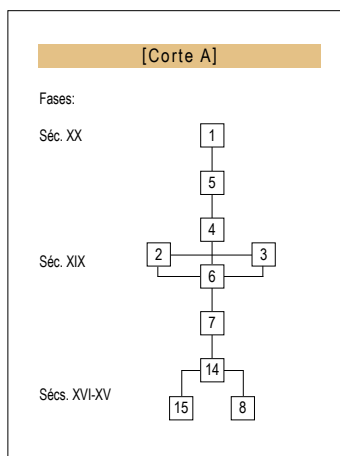 [Corte A]
Fases:
Séc. XX
1
5
4
2
3
Séc. XIX
6
7
14
Sécs. XVI-XV
15
8